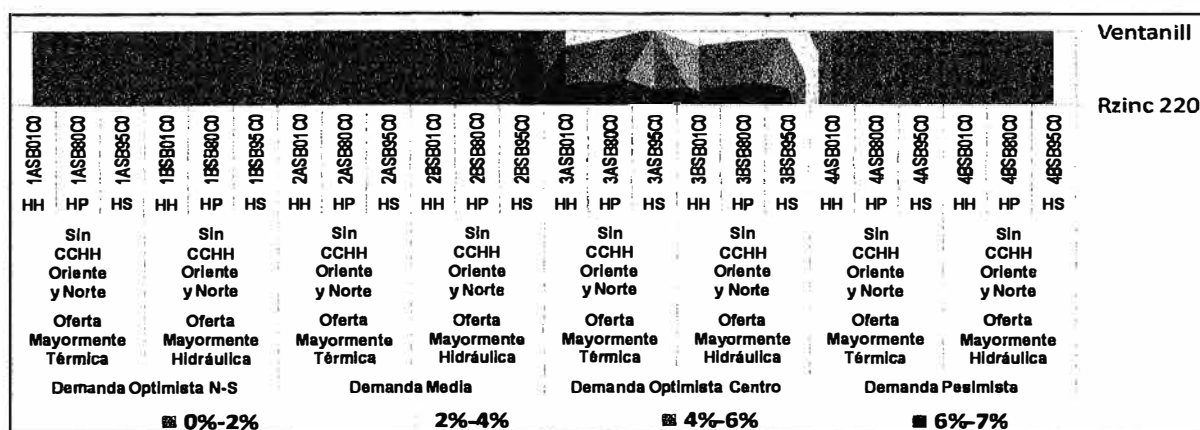 Ventanill
Rzinc 220
1ASB01C0 1ASB80C0 1ASB95C0 1BSB01C0 1BSB80C0 1BSB95C0 2ASB01C0 2ASB80C0 2ASB95C0 2BSB01C0 2BSB80C0 2BSB95C0 3ASB01C0 3ASB80C0 3ASB95C0 3BSB01C0 3BSB80C0 3BSB95C0 4ASB01C0 4ASB80C0 4ASB95C0 4BSB01C0 4BSB80C0 4BSB95C0
HH HP HS HH HP HS HH HP HS HH HP HS HH HP HS HH HP HS HH HP HS HH HP HS
Sin Sin Sin Sin Sin Sin Sin Sin
CCHH CCHH CCHH CCHH CCHH CCHH CCHH CCHH
Oriente Oriente Oriente Oriente Oriente Oriente Oriente Oriente
y Norte y Norte y Norte y Norte y Norte y Norte y Norte y Norte
Oferta Oferta Oferta Oferta Oferta Oferta Oferta Oferta
Mayormente Mayormente Mayormente Mayormente Mayormente Mayormente Mayormente Mayormente
Térmica Hidráulica Térmica Hidráulica Térmica Hidráulica Térmica Hidráulica
Demanda Optimista N-S Demanda Media Demanda Optimista Centro Demanda Pesimista
0%-2% 2%-4% 4%-6% 6%-7%